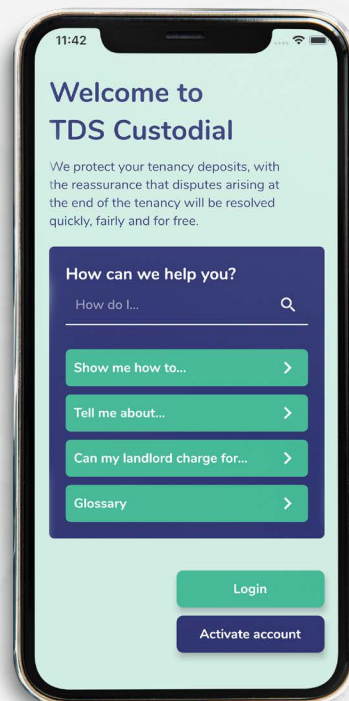 11:42
Welcome to
TDS Custodial
We protect your tenancy deposits, with
the reassurance that disputes arising at
the end of the tenancy will be resolved
quickly, fairly and for free.
How can we help you?
How do I...
Show me how to...
Tell me about...
Can my landlord charge for...
Glossary
Login
Activate account